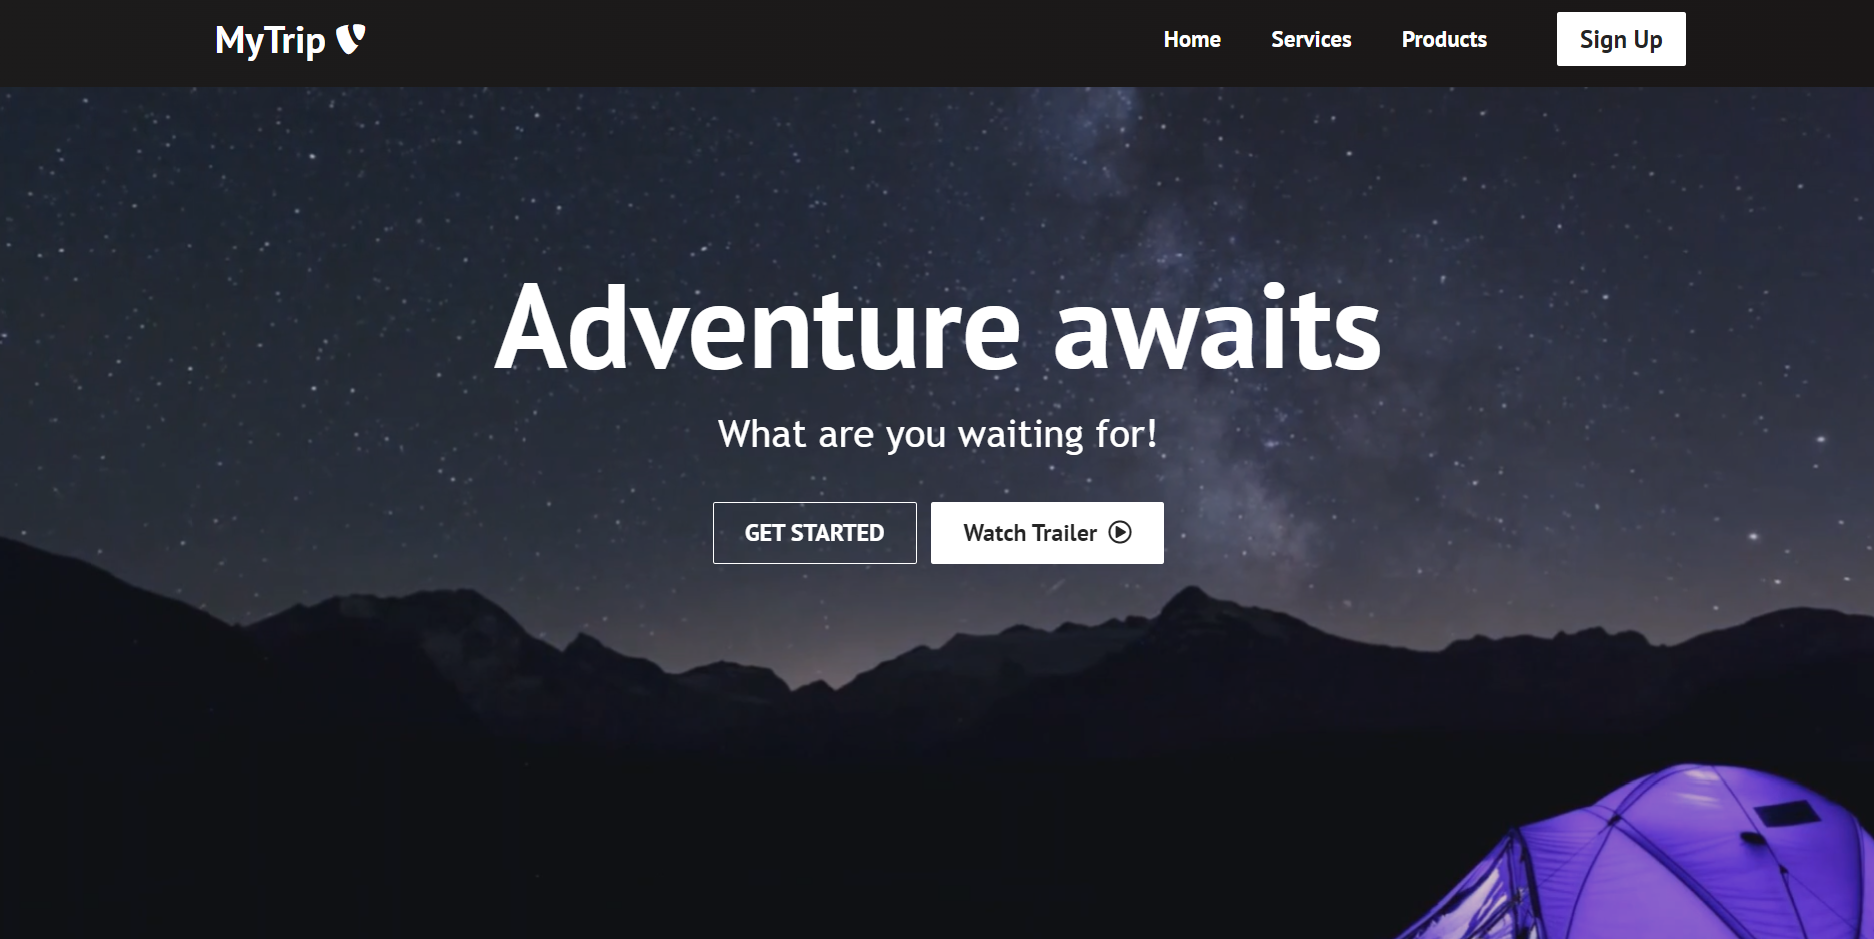 MyTrip
Home Services Products Sign Up
Adventure awaits
What are you waiting for!
GET STARTED Watch Trailer